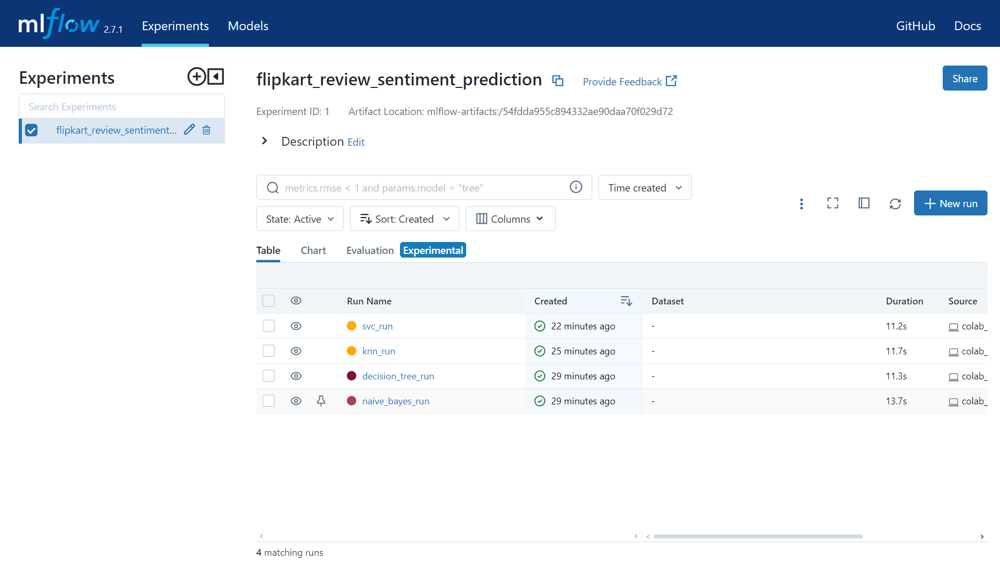 mlflow 2.7.1 Experiments Models GitHub Docs
Experiments
Search Experiments
flipkart_review_sentiment...
flipkart_review_sentiment_prediction Provide Feedback Share
Experiment ID: 1 Artifact Location: mlflow-artifacts:/54fdda955c894332ae90daa70f029d72
Description Edit
metrics.rmse < 1 and params.model = "tree" Time created
State: Active Sort: Created Columns New run
Table Chart Evaluation Experimental
Run Name Created Dataset Duration Source
svc_run 22 minutes ago - 11.2s colab_
knn_run 25 minutes ago - 11.7s colab_
decision_tree_run 29 minutes ago - 11.3s colab_
naive_bayes_run 29 minutes ago - 13.7s colab_
4 matching runs